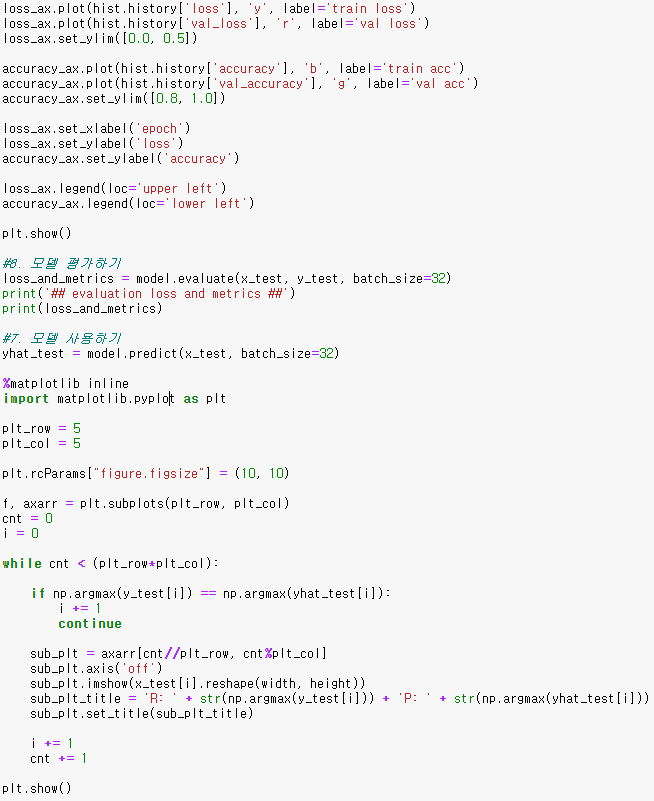 loss_ax.plot(hist.history['loss'], 'y', label='train loss')
loss_ax.plot(hist.history['val_loss'], 'r', label='val loss')
loss_ax.set_ylim([0.0, 0.5])

accuracy_ax.plot(hist.history['accuracy'], 'b', label='train acc')
accuracy_ax.plot(hist.history['val_accuracy'], 'g', label='val acc')
accuracy_ax.set_ylim([0.8, 1.0])

loss_ax.set_xlabel('epoch')
loss_ax.set_ylabel('loss')
accuracy_ax.set_ylabel('accuracy')

loss_ax.legend(loc='upper left')
accuracy_ax.legend(loc='lower left')

plt.show()

#6. 모델 평가하기
loss_and_metrics = model.evaluate(x_test, y_test, batch_size=32)
print('## evaluation loss and metrics ##')
print(loss_and_metrics)

#7. 모델 사용하기
yhat_test = model.predict(x_test, batch_size=32)

%matplotlib inline
import matplotlib.pyplot as plt

plt_row = 5
plt_col = 5

plt.rcParams["figure.figsize"] = (10, 10)

f, axarr = plt.subplots(plt_row, plt_col)
cnt = 0
i = 0

while cnt < (plt_row*plt_col):

    if np.argmax(y_test[i]) == np.argmax(yhat_test[i]):
        i += 1
        continue

    sub_plt = axarr[cnt//plt_row, cnt%plt_col]
    sub_plt.axis('off')
    sub_plt.imshow(x_test[i].reshape(width, height))
    sub_plt_title = 'R: ' + str(np.argmax(y_test[i])) + 'P: ' + str(np.argmax(yhat_test[i]))
    sub_plt.set_title(sub_plt_title)

    i += 1
    cnt += 1

plt.show()